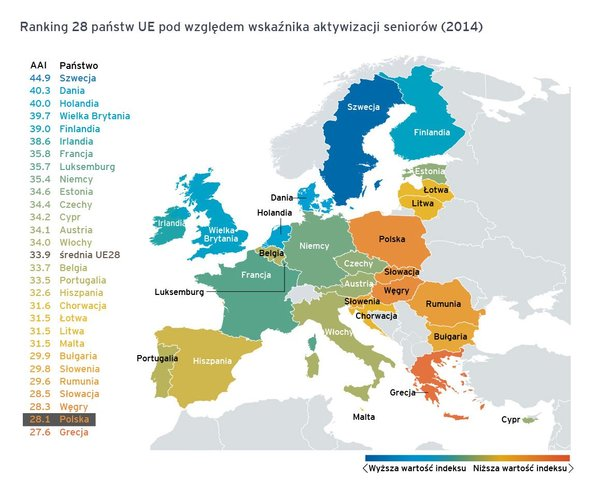 Ranking 28 państw UE pod względem wskaźnika aktywizacji seniorów (2014)
AAI Państwo
44.9 Szwecja
40.3 Dania
40.0 Holandia
39.7 Wielka Brytania
39.0 Finlandia
38.6 Irlandia
35.8 Francja
35.7 Luksemburg
35.4 Niemcy
34.6 Estonia
34.4 Czechy
34.2 Cypr
34.1 Austria
34.0 Włochy
33.9 średnia UE28
33.7 Belgia
33.5 Portugalia
32.6 Hiszpania
31.6 Chorwacja
31.5 Łotwa
31.5 Litwa
31.5 Malta
29.9 Bułgaria
29.8 Słowenia
29.6 Rumunia
28.5 Słowacja
28.3 Węgry
28.1 Polska
27.6 Grecja
Szwecja
Finlandia
Estonia
Łotwa
Litwa
Dania
Holandia
Irlandia
Wielka
Brytania
Polska
Niemcy
Belgia
Czechy
Słowacja
Francja
Luksemburg
Austria
Węgry
Słowenia
Rumunia
Chorwacja
Włochy
Bułgaria
Portugalia
Hiszpania
Grecja
Malta
Cypr
Wyższa wartość indeksu Niższa wartość indeksu